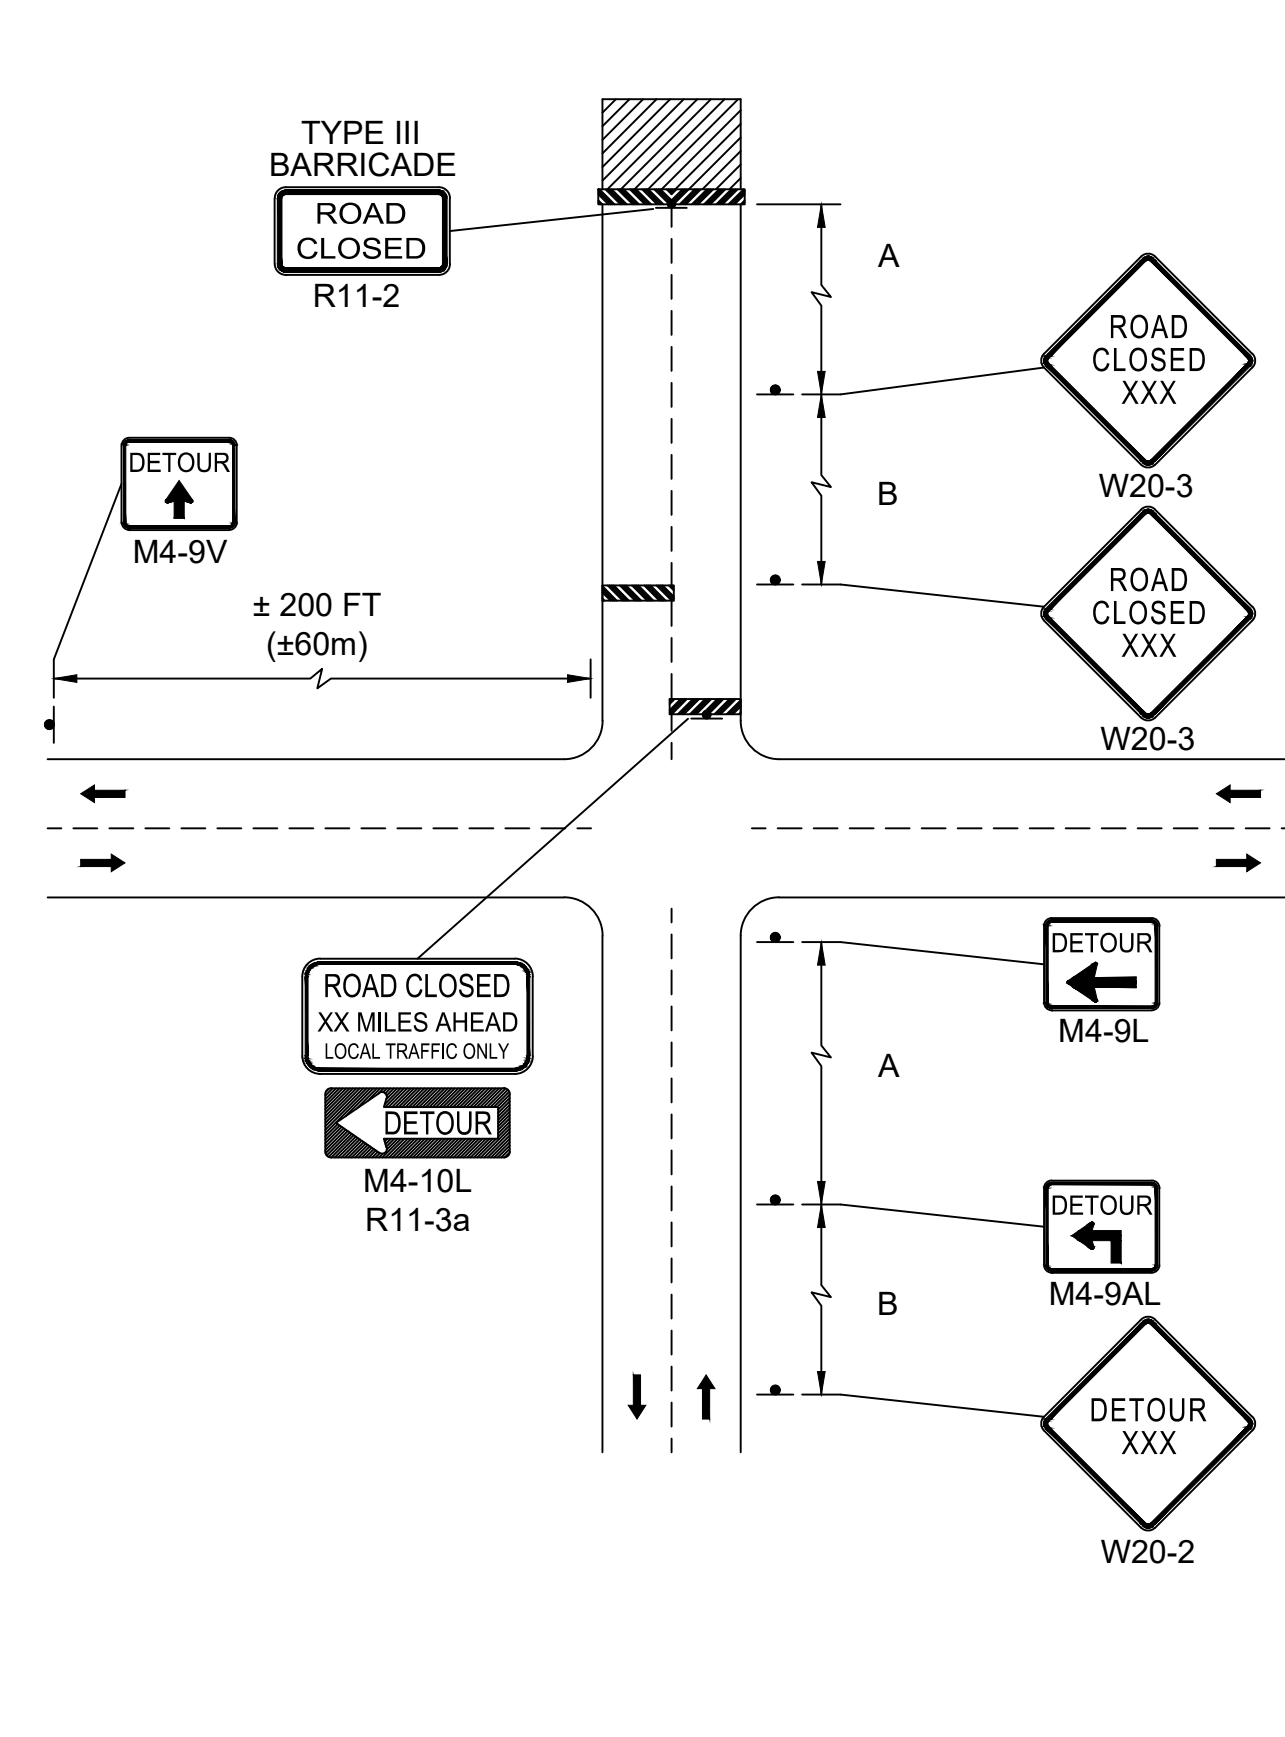 TYPE III
BARRICADE
ROAD
CLOSED
R11-2
A
ROAD
CLOSED
XXX
W20-3
DETOUR
M4-9V
B
± 200 FT
(±60m)
ROAD
CLOSED
XXX
W20-3
DETOUR
M4-9L
ROAD CLOSED
XX MILES AHEAD
LOCAL TRAFFIC ONLY
DETOUR
M4-10L
R11-3a
A
DETOUR
M4-9AL
B
DETOUR
XXX
W20-2